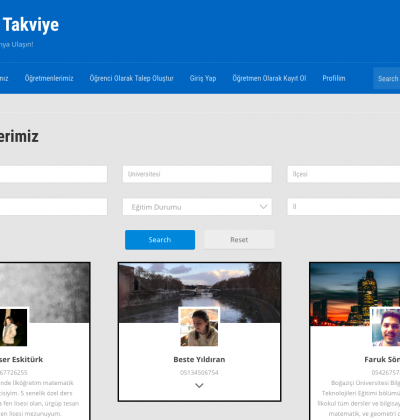 Takviye
nya Ulaşın!
mız Öğretmenlerimiz Öğrenci Olarak Talep Oluştur Giriş Yap Öğretmen Olarak Kayıt Ol Profilim Search
erimiz
Üniversitesi İlçesi
Eğitim Durumu İl
Search Reset
ser Eskitürk Beste Yıldıran Faruk Sön
67726255 05134506754 05426757
nde İlköğretim matematik Boğaziçi Üniversitesi Bilg
cisiyim. 5 senelik özel ders Teknolojileri Eğitimi bölümü
a fen lisesi olan, ürgüp tesan İlkokul tüm dersler ve bilgisay
en lisesi mezunuyum. matematik, ve geometri d